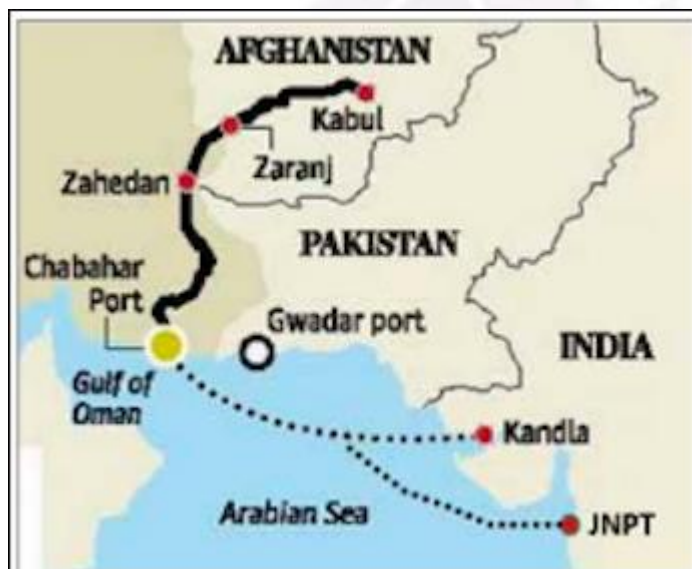 AFGHANISTAN
Kabul
Zaranj
Zahedan
PAKISTAN
Chabahar
Port
Gwadar port
INDIA
Gulf of
Oman
Kandla
Arabian Sea
JNPT